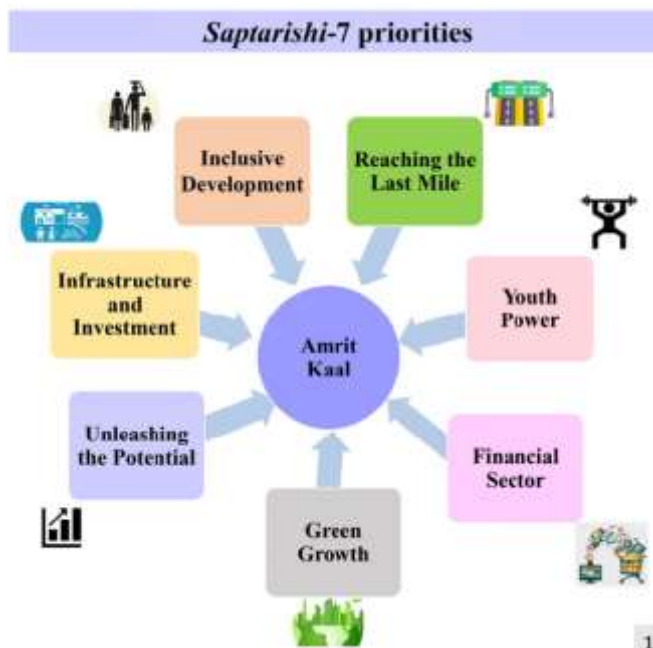 Saptarishi-7 priorities
Inclusive
Development
Reaching the
Last Mile
Infrastructure
and
Investment
Youth
Power
Amrit
Kaal
Unleashing
the Potential
Financial
Sector
Green
Growth
1